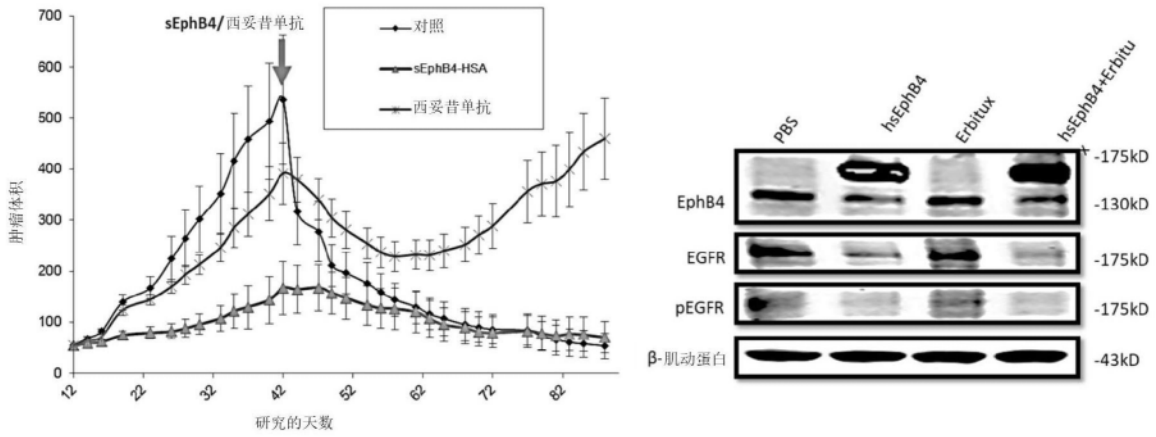 700
600
500
400
300
200
100
0
肿瘤体积
sEphB4/西妥昔单抗
对照
sEphB4-HSA
西妥昔单抗
12
22
32
42
52
62
72
82
研究的天数
PBS
hsEphB4
Erbitux
hsEphB4+Erbitu
x
EphB4
-175kD
-130kD
EGFR
-175kD
pEGFR
-175kD
β-肌动蛋白
-43kD